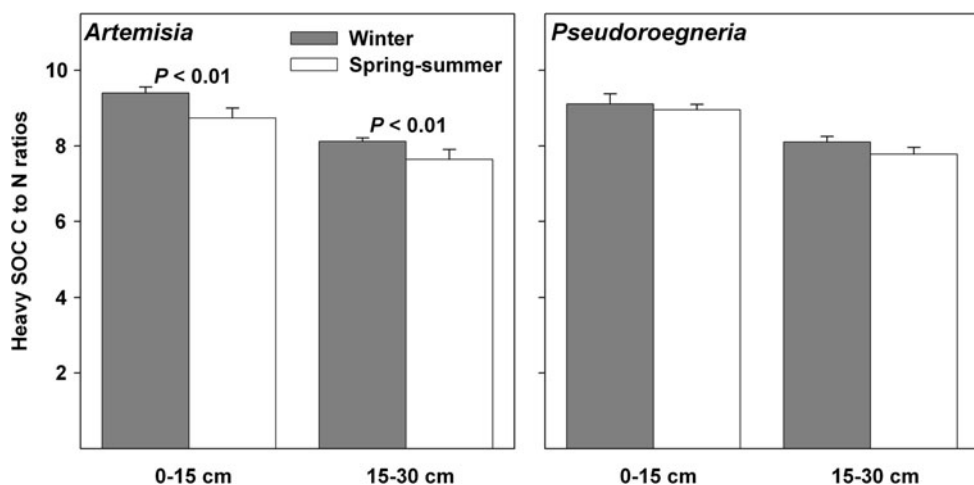 Artemisia
Winter
Spring-summer
P < 0.01
P < 0.01
Pseudoroegneria
10
8
6
4
2
Heavy SOC C to N ratios
0-15 cm
15-30 cm
0-15 cm
15-30 cm